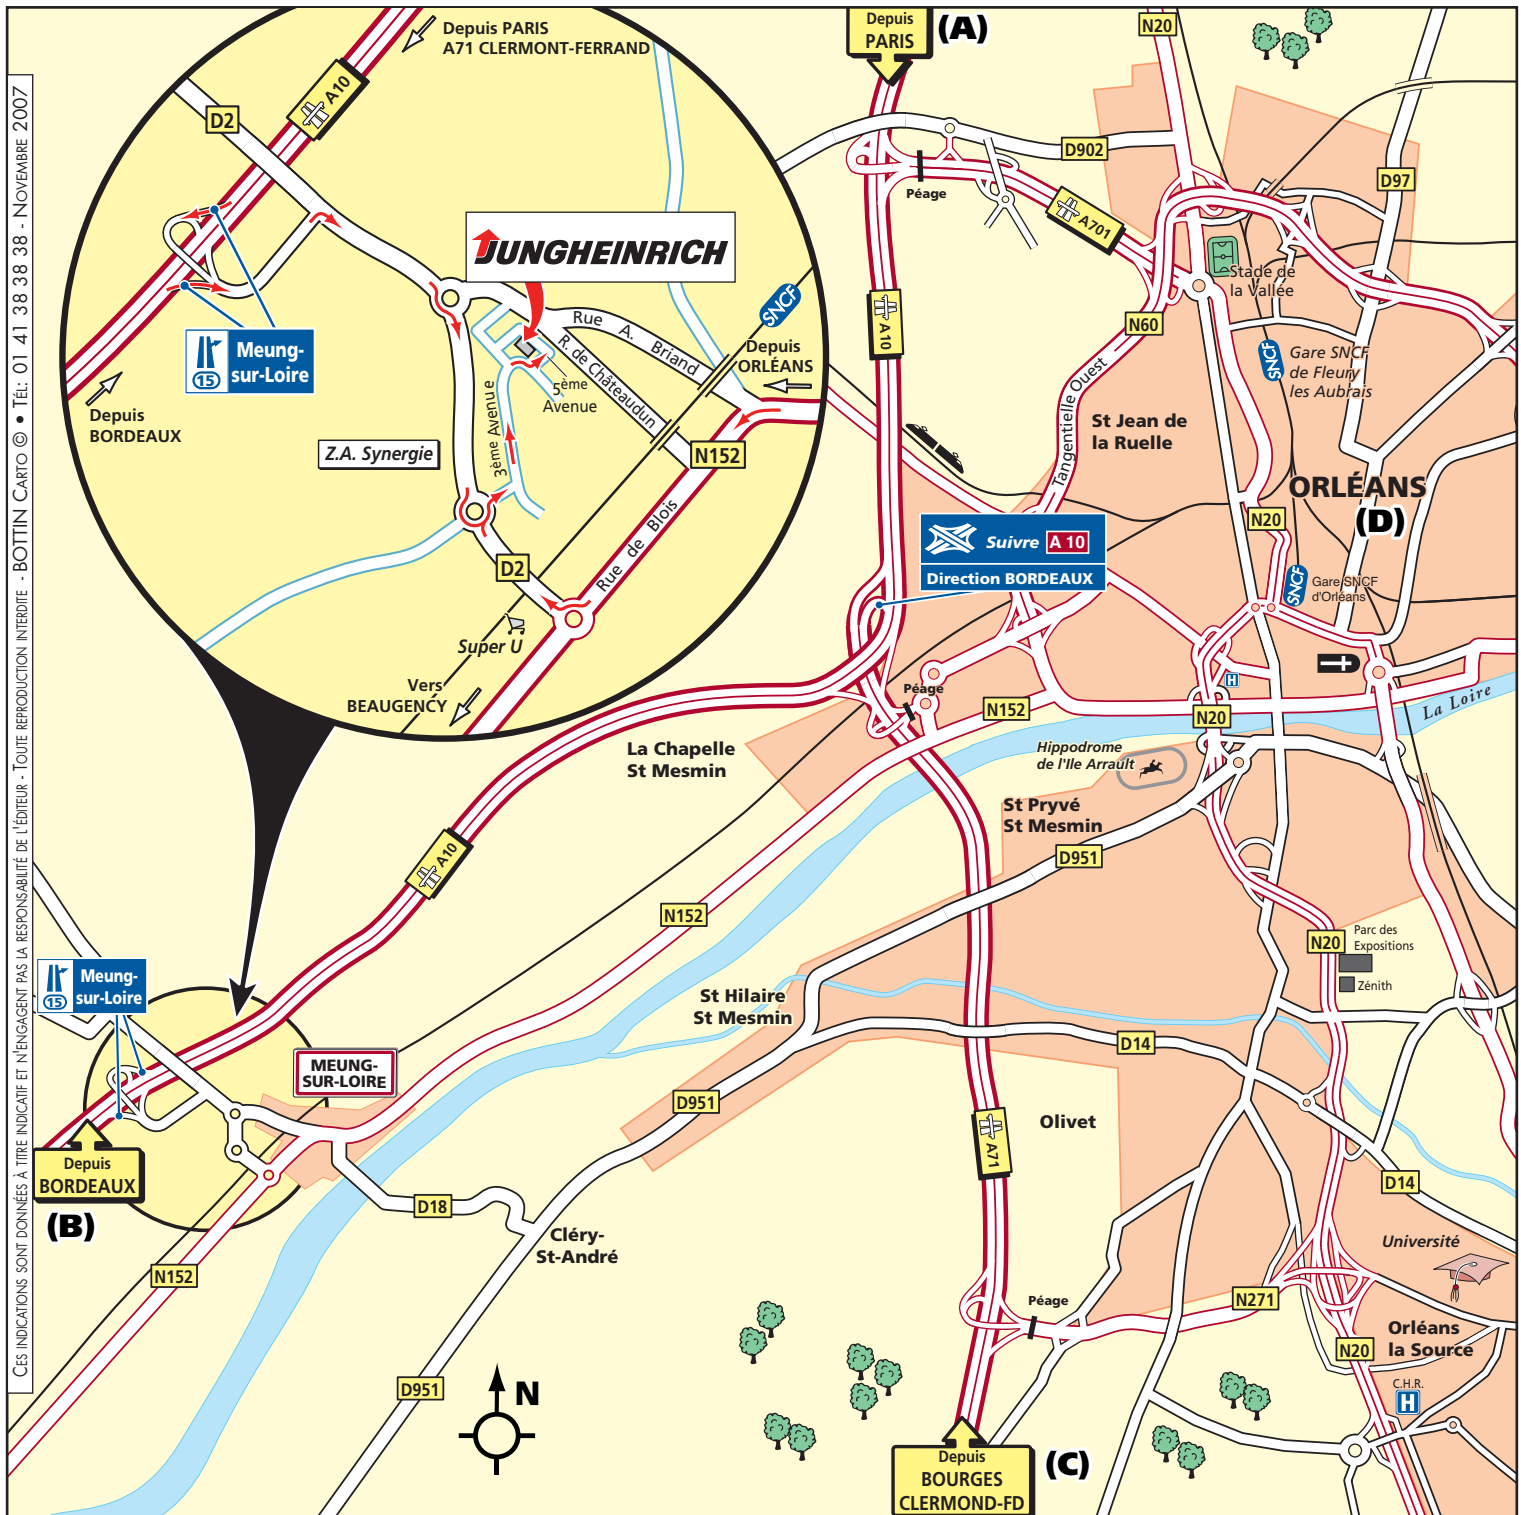 CES INDICATIONS SONT DONNÉES À TITRE INDICATIF ET N'ENGAGENT PAS LA RESPONSABILITÉ DE L'ÉDITEUR - TOUTE REPRODUCTION INTERDITE - BOTTIN CARTO © • TÉL: 01 41 38 38 38 - NOVEMBRE 2007
Depuis PARIS
A71 CLERMONT-FERRAND
A10
D2
JUNGHEINRICH
SNCF
Depuis
ORLÉANS
Rue A. Briand
R. de Châteaudun
5ème
Avenue
3ème Avenue
15
Meung-
sur-Loire
Depuis
BORDEAUX
Z.A. Synergie
N152
Rue de Blois
D2
Super U
Vers
BEAUGENCY
Depuis
PARIS
(A)
N20
D902
D97
Péage
A701
Stade de
la Vallée
A10
N60
SNCF
Gare SNCF
de Fleury
les Aubrais
Tangentielle Ouest
St Jean de
la Ruelle
ORLÉANS
(D)
N20
Suivre A 10
Direction BORDEAUX
SNCF
Gare SNCF
d'Orléans
H
Péage
N152
N20
La Loire
La Chapelle
St Mesmin
Hippodrome
de l'Ile Arrault
St Pryvé
St Mesmin
D951
A10
N152
N20
Parc des
Expositions
Zénith
15
Meung-
sur-Loire
St Hilaire
St Mesmin
D14
MEUNG-
SUR-LOIRE
D951
Olivet
A71
Depuis
BORDEAUX
(B)
D14
D18
Cléry-
St-André
Université
N152
N271
Péage
Orléans
la Source
N20
C.H.R.
H
D951
N
Depuis
BOURGES
CLERMOND-FD
(C)